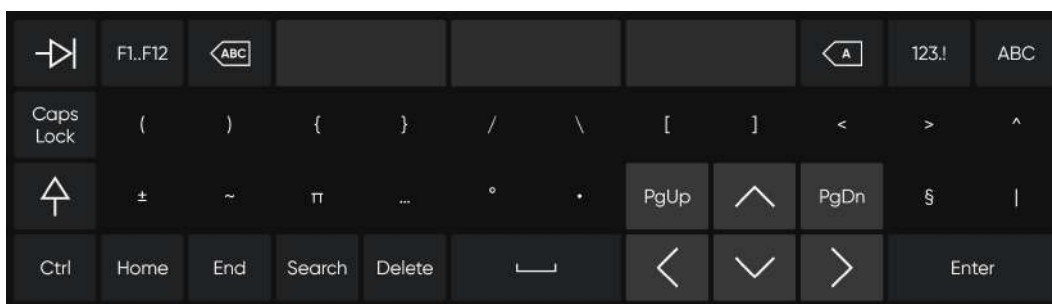 F1..F12 ABC A 123.! ABC
Caps
Lock ( ) { } / \ [ ] < > ^
± ~ π ... ° • PgUp PgDn § |
Ctrl Home End Search Delete Enter